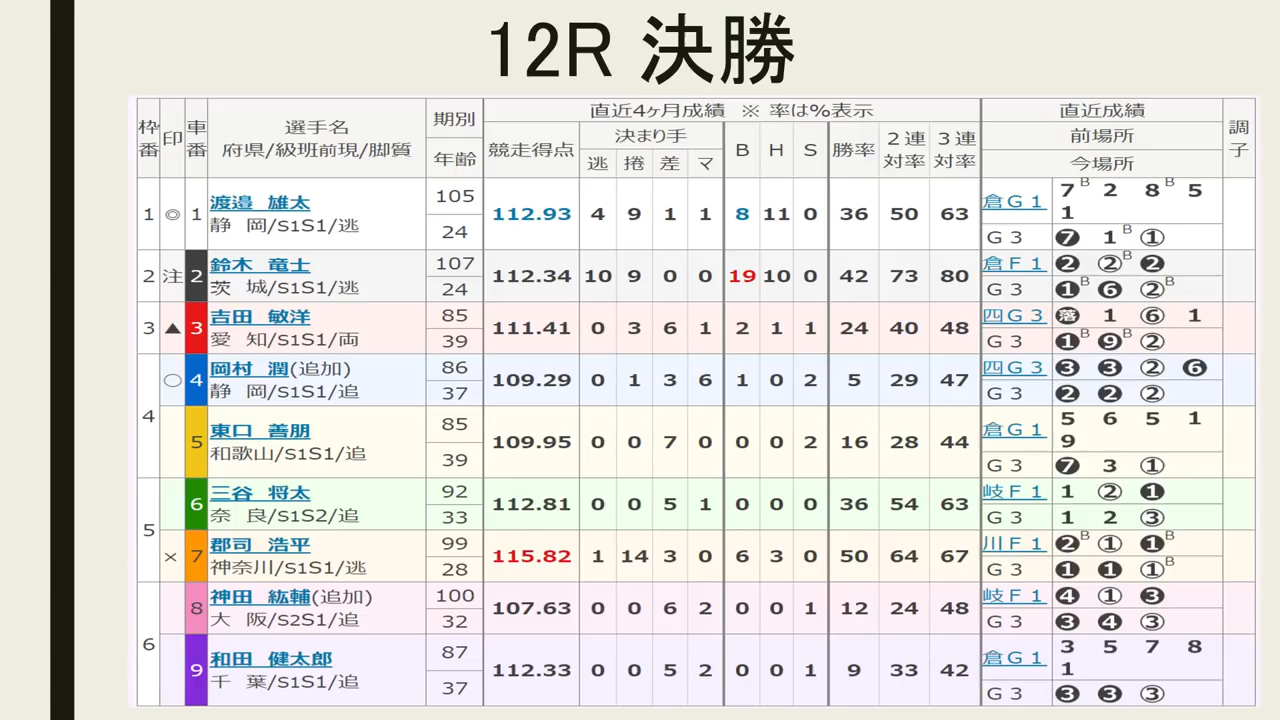 12R 決勝
枠番 印 車番 選手名 府県/級班前現/脚質 期別 年齢 直近4ヶ月成績 ※ 率は%表示 直近成績 調子
競走得点 決まり手 B H S 勝率 2連対率 3連対率 前場所
逃 捲 差 マ 今場所
1 ◎ 1 渡邉 雄太 105 112.93 4 9 1 1 8 11 0 36 50 63 倉G1 7B 2 8B 5
静 岡/S1S1/逃 24 1
G3 ❼ 1B ①
2 注 2 鈴木 竜士 107 112.34 10 9 0 0 19 10 0 42 73 80 倉F1 ❷ ②B ❷
茨 城/S1S1/逃 24 G3 ❶B ❻ ②B
3 ▲ 3 吉田 敏洋 85 111.41 0 3 6 1 2 1 1 24 40 48 四G3 落 1 ⑥ 1
愛 知/S1S1/両 39 G3 ❶B ❾B ②
4 ○ 4 岡村 潤(追加) 86 109.29 0 1 3 6 1 0 2 5 29 47 四G3 ❸ ❸ ② ❻
静 岡/S1S1/追 37 G3 ❷ ❷ ②
5 東口 善朋 85 109.95 0 0 7 0 0 0 2 16 28 44 倉G1 5 6 5 1
和歌山/S1S1/追 39 9
G3 ❼ 3 ①
5 6 三谷 将太 92 112.81 0 0 5 1 0 0 0 36 54 63 岐F1 1 ② ❶
奈 良/S1S2/追 33 G3 1 2 ③
× 7 郡司 浩平 99 115.82 1 14 3 0 6 3 0 50 64 67 川F1 ❷B ① ❶B
神奈川/S1S1/逃 28 G3 ❶ ❶ ①B
6 8 神田 紘輔(追加) 100 107.63 0 0 6 2 0 0 1 12 24 48 岐F1 ❹ ① ❸
大 阪/S2S1/追 32 G3 ❸ ❹ ③
9 和田 健太郎 87 112.33 0 0 5 2 0 0 1 9 33 42 倉G1 3 5 7 8
千 葉/S1S1/追 37 1
G3 ❸ ❸ ③